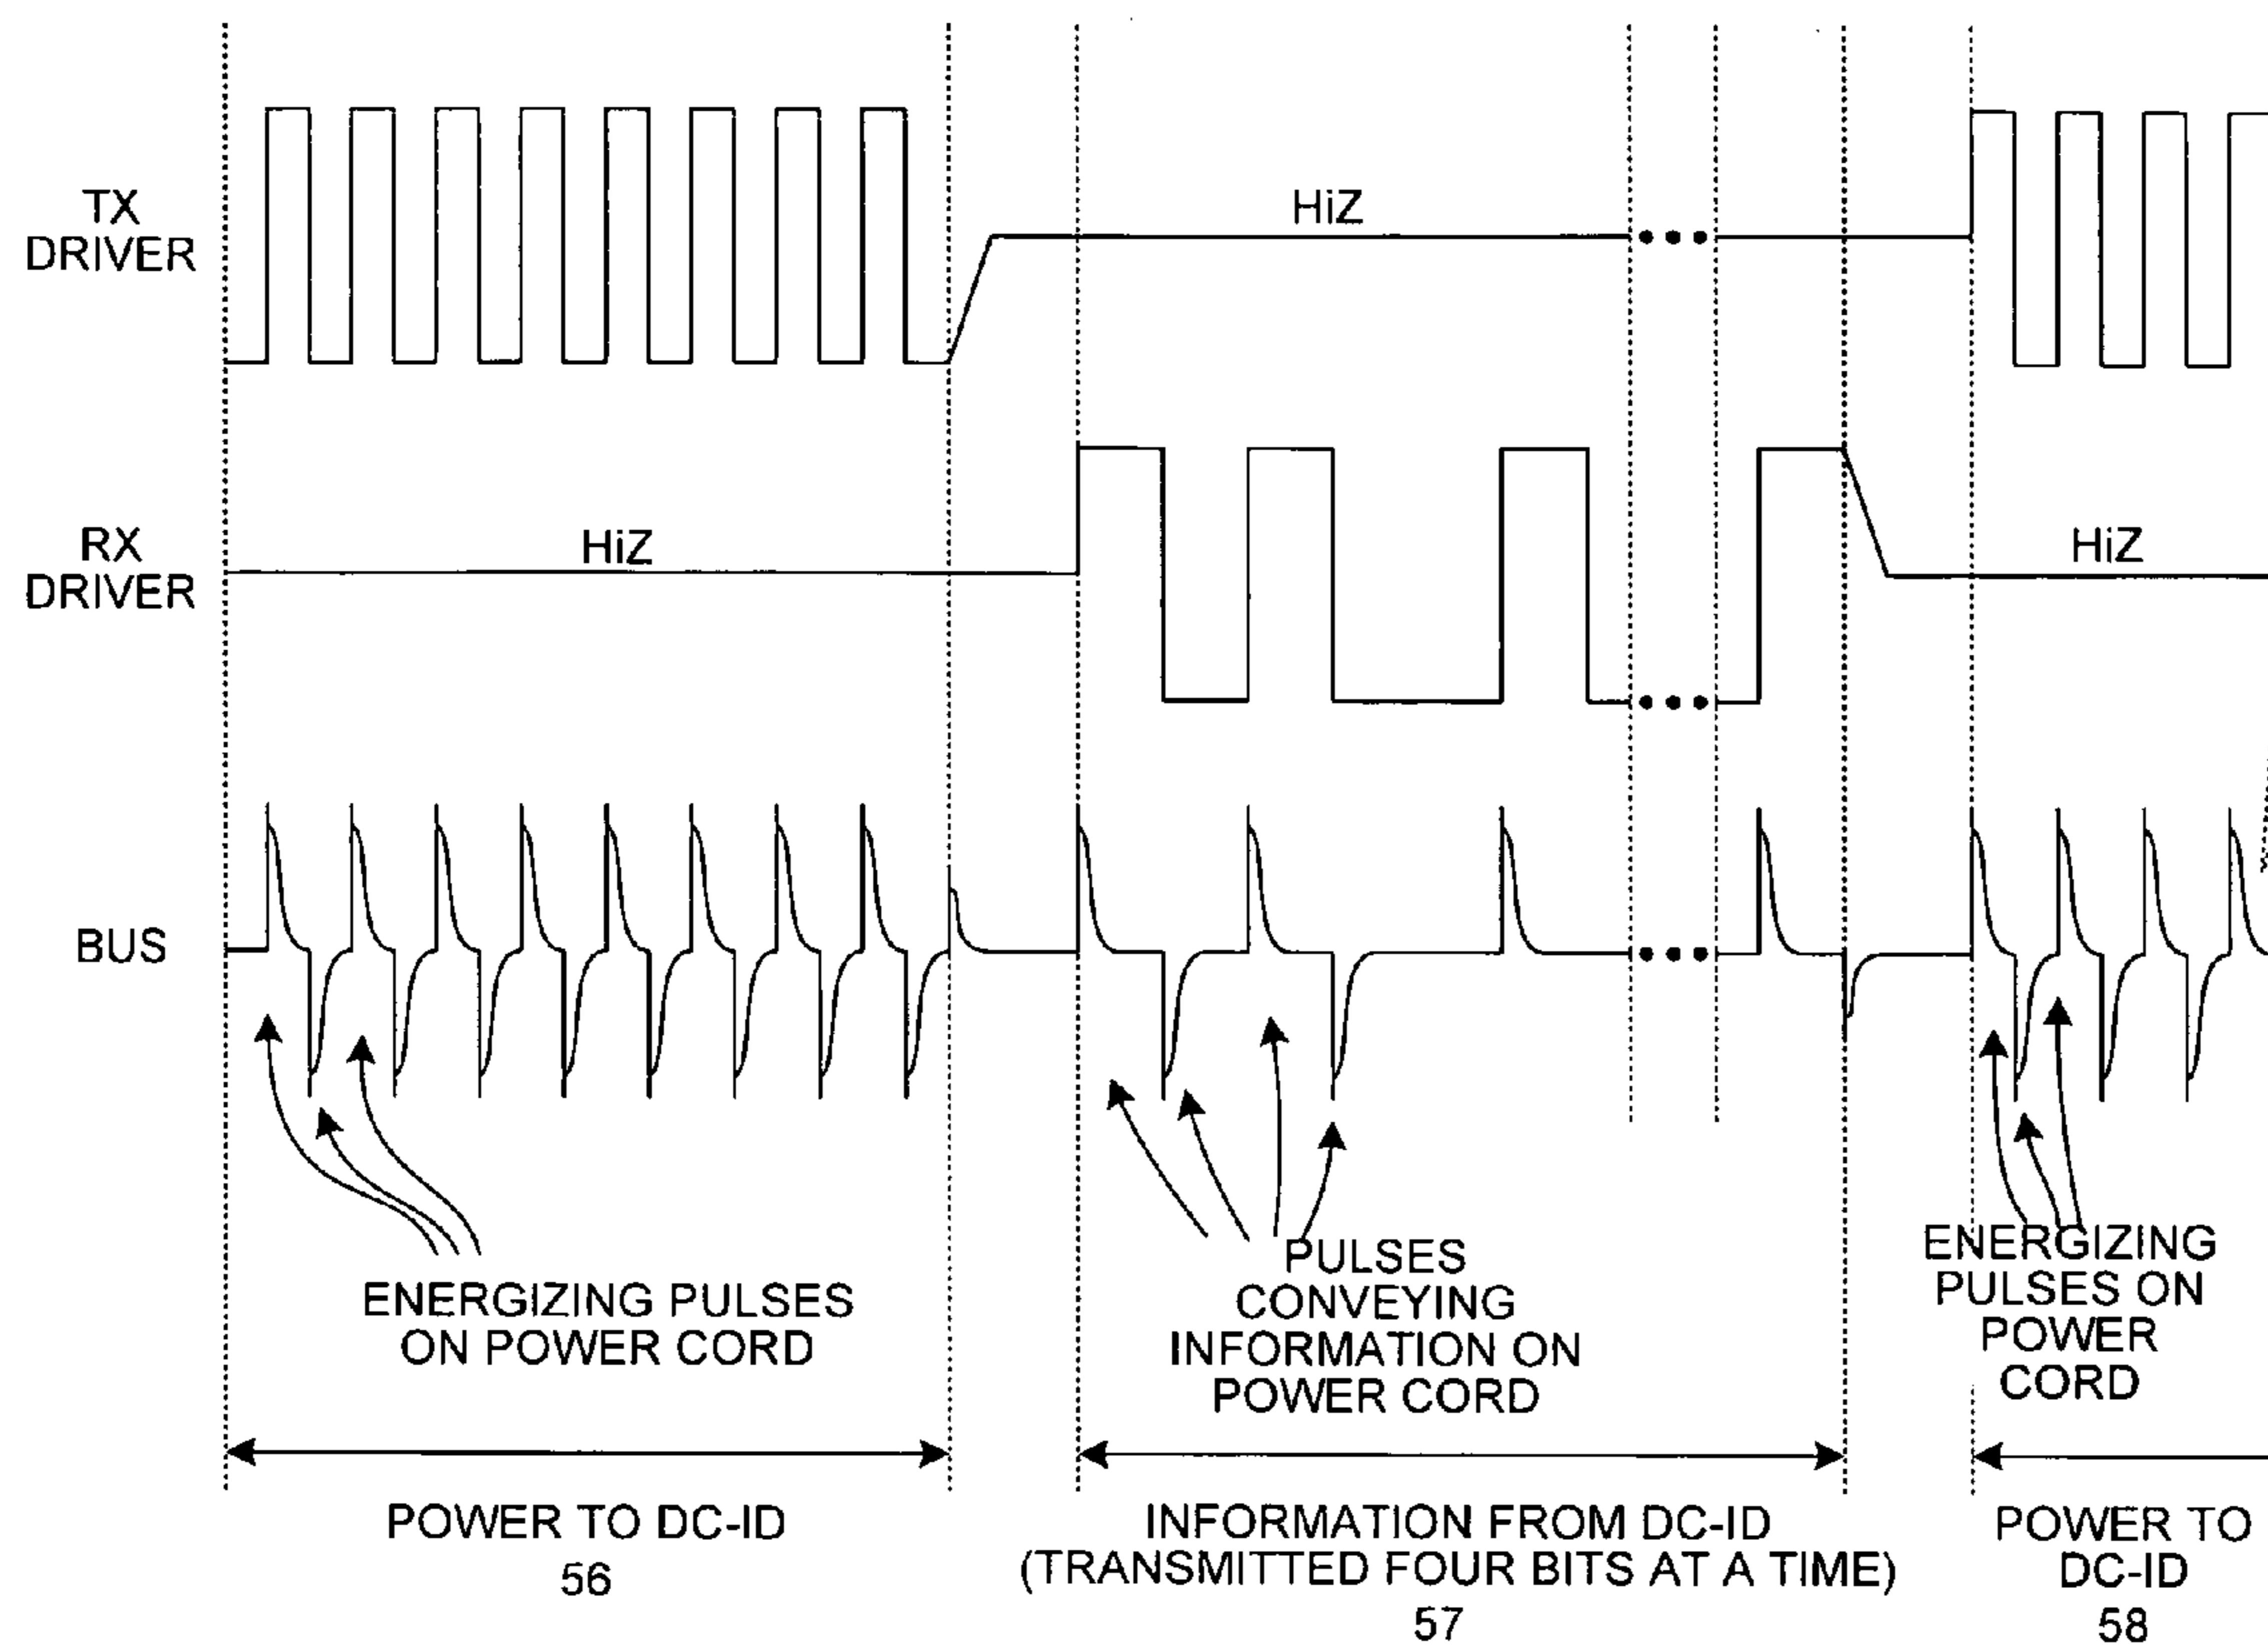 TX
DRIVER
HiZ
RX
DRIVER
HiZ
HiZ
BUS
ENERGIZING PULSES
ON POWER CORD
PULSES
CONVEYING
INFORMATION ON
POWER CORD
ENERGIZING
PULSES ON
POWER
CORD
POWER TO DC-ID
56
INFORMATION FROM DC-ID
(TRANSMITTED FOUR BITS AT A TIME)
57
POWER TO
DC-ID
58